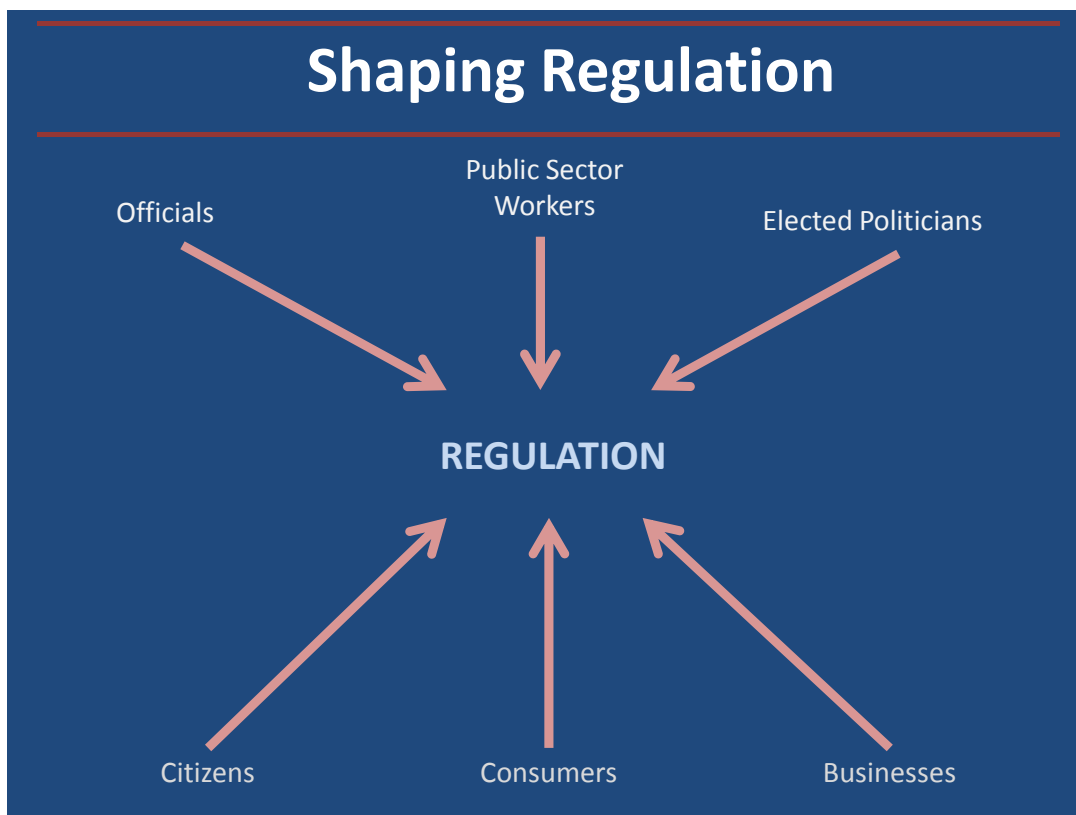 Shaping Regulation
Public Sector
Workers
Officials
Elected Politicians
REGULATION
Citizens
Consumers
Businesses